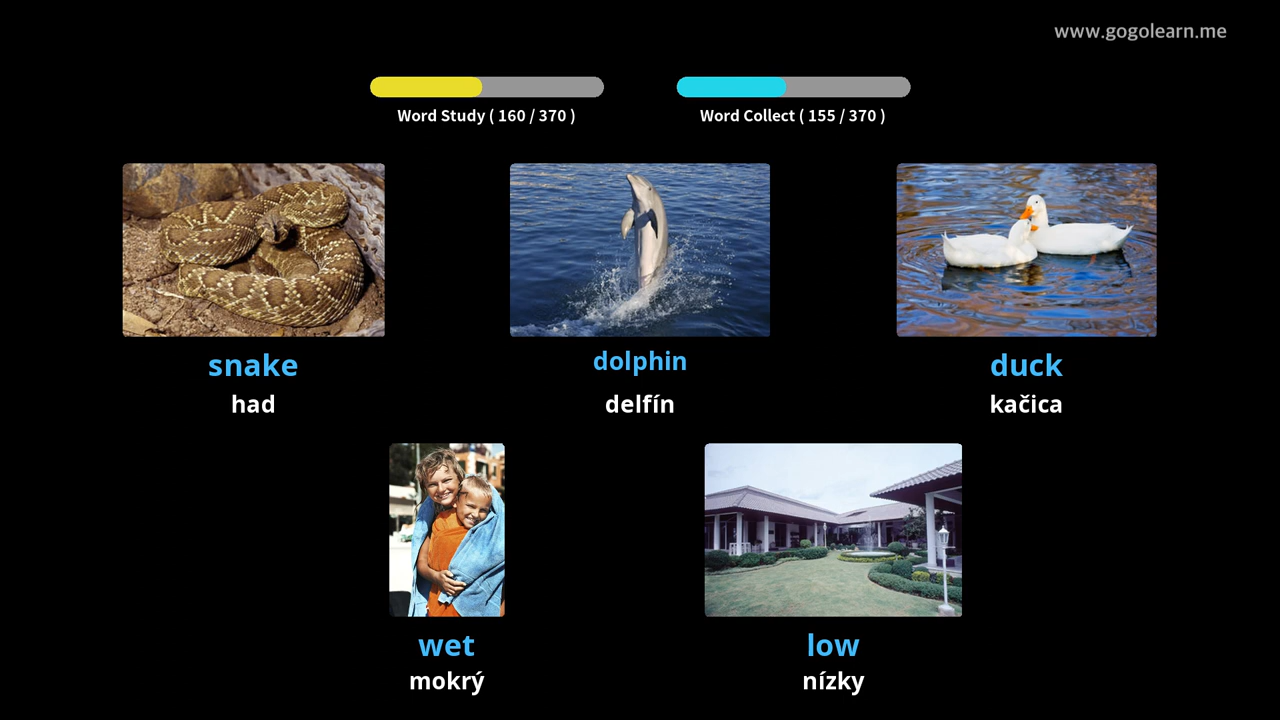 www.gogolearn.me
Word Study ( 160 / 370 )
Word Collect ( 155 / 370 )
snake
had
dolphin
delfín
duck
kačica
wet
mokrý
low
nízky